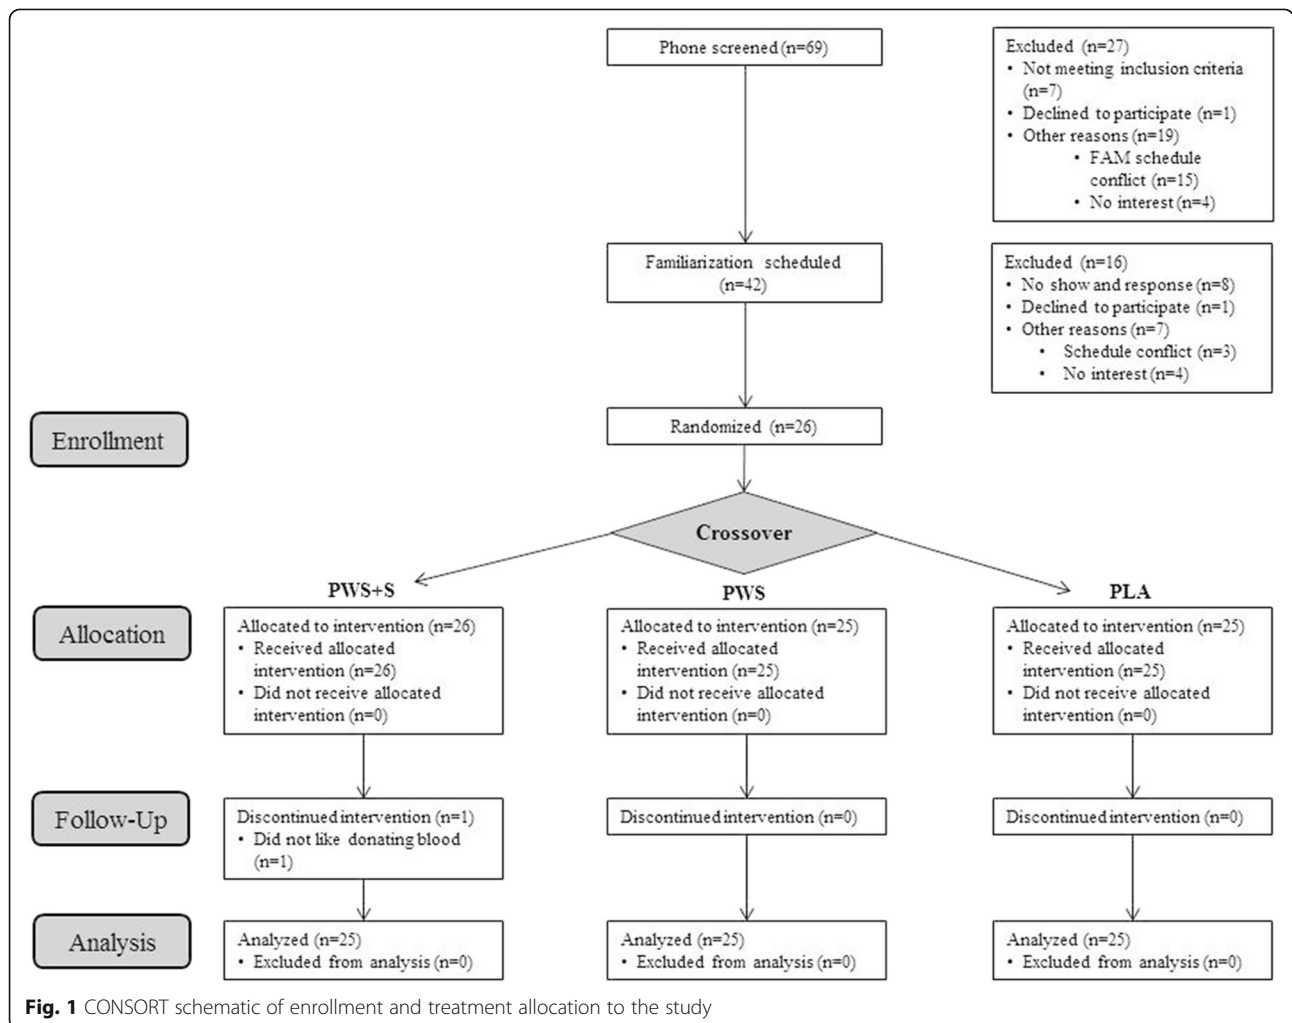 Phone screened (n=69)
Excluded (n=27)
• Not meeting inclusion criteria
(n=7)
• Declined to participate (n=1)
• Other reasons (n=19)
• FAM schedule
conflict (n=15)
• No interest (n=4)
Familiarization scheduled
(n=42)
Excluded (n=16)
• No show and response (n=8)
• Declined to participate (n=1)
• Other reasons (n=7)
• Schedule conflict (n=3)
• No interest (n=4)
Enrollment
Randomized (n=26)
Crossover
PWS+S
PWS
PLA
Allocation
Allocated to intervention (n=26)
• Received allocated
intervention (n=26)
• Did not receive allocated
intervention (n=0)
Allocated to intervention (n=25)
• Received allocated
intervention (n=25)
• Did not receive allocated
intervention (n=0)
Allocated to intervention (n=25)
• Received allocated
intervention (n=25)
• Did not receive allocated
intervention (n=0)
Follow-Up
Discontinued intervention (n=1)
• Did not like donating blood
(n=1)
Discontinued intervention (n=0)
Discontinued intervention (n=0)
Analysis
Analyzed (n=25)
• Excluded from analysis (n=0)
Analyzed (n=25)
• Excluded from analysis (n=0)
Analyzed (n=25)
• Excluded from analysis (n=0)
Fig. 1 CONSORT schematic of enrollment and treatment allocation to the study